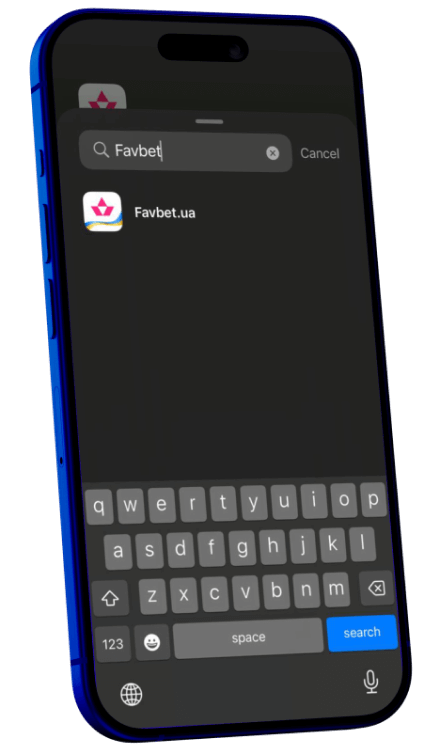 Favbet
Cancel
Favbet.ua
q w e r t y u i o p
a s d f g h j k l
z x c v b n m
123
space
search